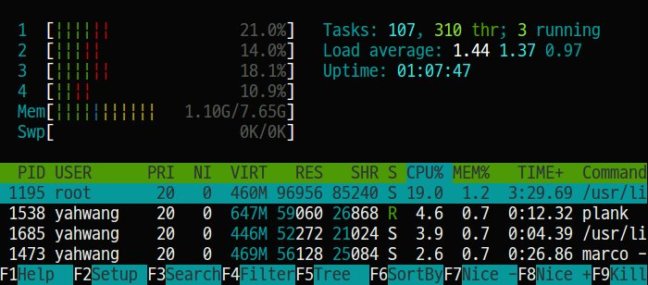 1 [|||||| 21.0%] Tasks: 107, 310 thr; 3 running
2 [||||| 14.0%] Load average: 1.44 1.37 0.97
3 [|||||| 18.1%] Uptime: 01:07:47
4 [|||| 10.9%]
Mem[||||||||||| 1.10G/7.65G]
Swp[ 0K/0K]
PID USER PRI NI VIRT RES SHR S CPU% MEM% TIME+ Command
1195 root 20 0 460M 96956 85240 S 19.0 1.2 3:29.69 /usr/li
1538 yahwang 20 0 647M 59060 26868 R 4.6 0.7 0:12.32 plank
1685 yahwang 20 0 446M 52272 21024 S 3.9 0.7 0:04.39 /usr/li
1473 yahwang 20 0 469M 56128 25084 S 2.6 0.7 0:26.86 marco -
F1Help F2Setup F3SearchF4FilterF5Tree F6SortByF7Nice -F8Nice +F9Kill